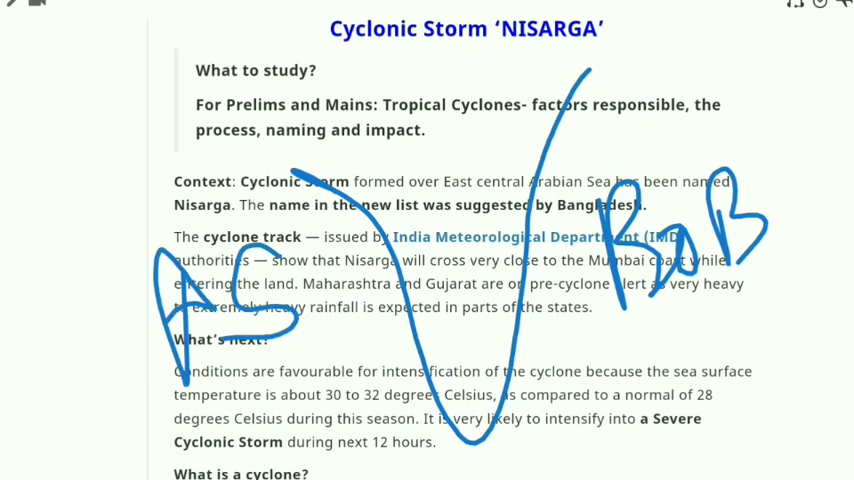 Cyclonic Storm ‘NISARGA’
What to study?
For Prelims and Mains: Tropical Cyclones- factors responsible, the
process, naming and impact.
Context: Cyclonic Storm formed over East central Arabian Sea has been named
Nisarga. The name in the new list was suggested by Bangladesh.
The cyclone track — issued by India Meteorological Department (IMD)
authorities — show that Nisarga will cross very close to the Mumbai coast while
entering the land. Maharashtra and Gujarat are on pre-cyclone alert as very heavy
to extremely heavy rainfall is expected in parts of the states.
AS
BoB
What’s next?
Conditions are favourable for intensification of the cyclone because the sea surface
temperature is about 30 to 32 degrees Celsius, as compared to a normal of 28
degrees Celsius during this season. It is very likely to intensify into a Severe
Cyclonic Storm during next 12 hours.
What is a cyclone?